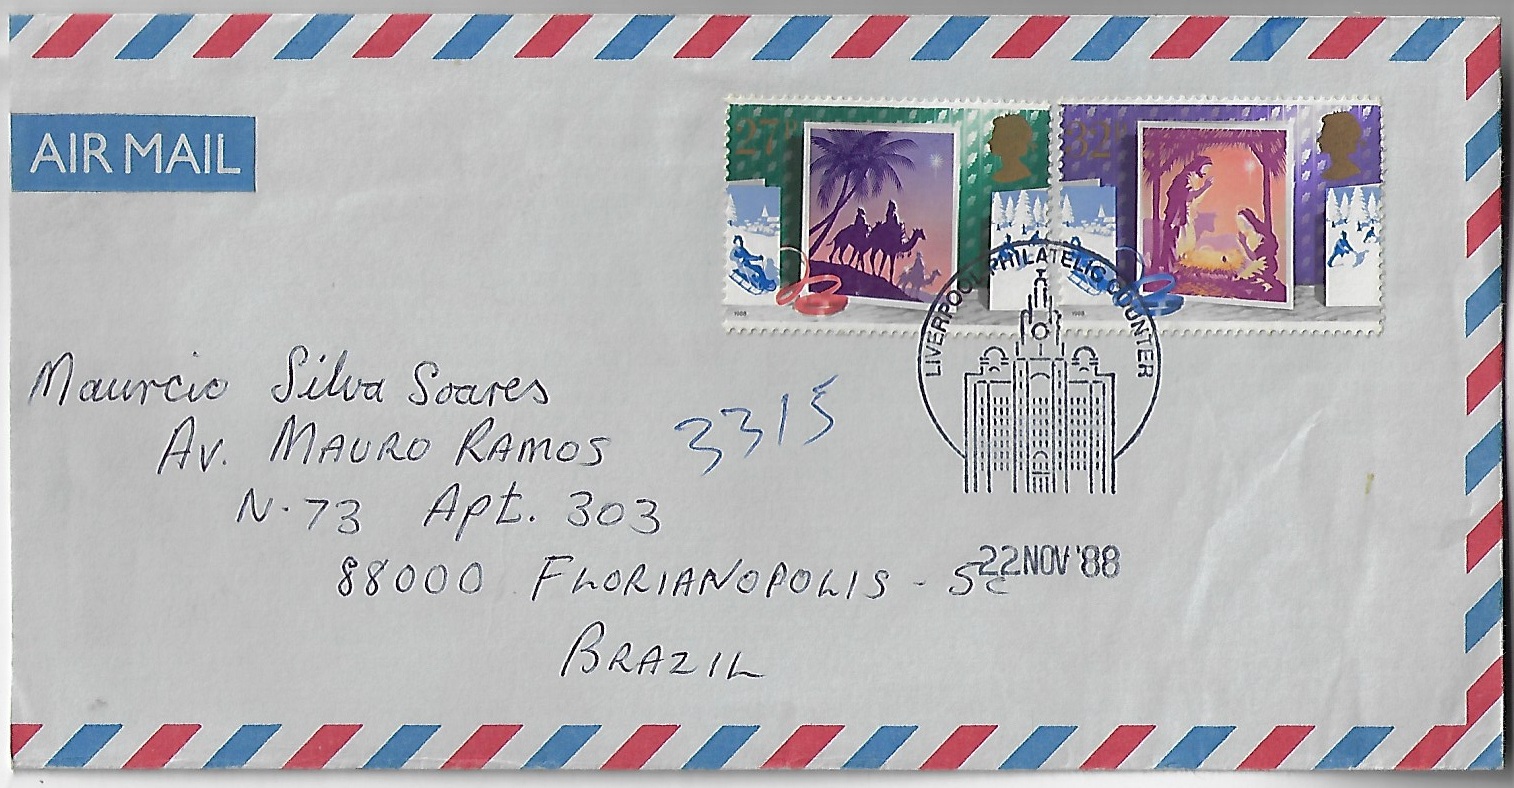 AIR MAIL
27P
32P
1988
1988
LIVERPOOL PHILATELIC COUNTER
22 NOV '88
Maurcio Silva Soares
Av. MAURO RAMOS
3315
N.73 Apt. 303
88000 FLORIANOPOLIS - SC
BRAZIL